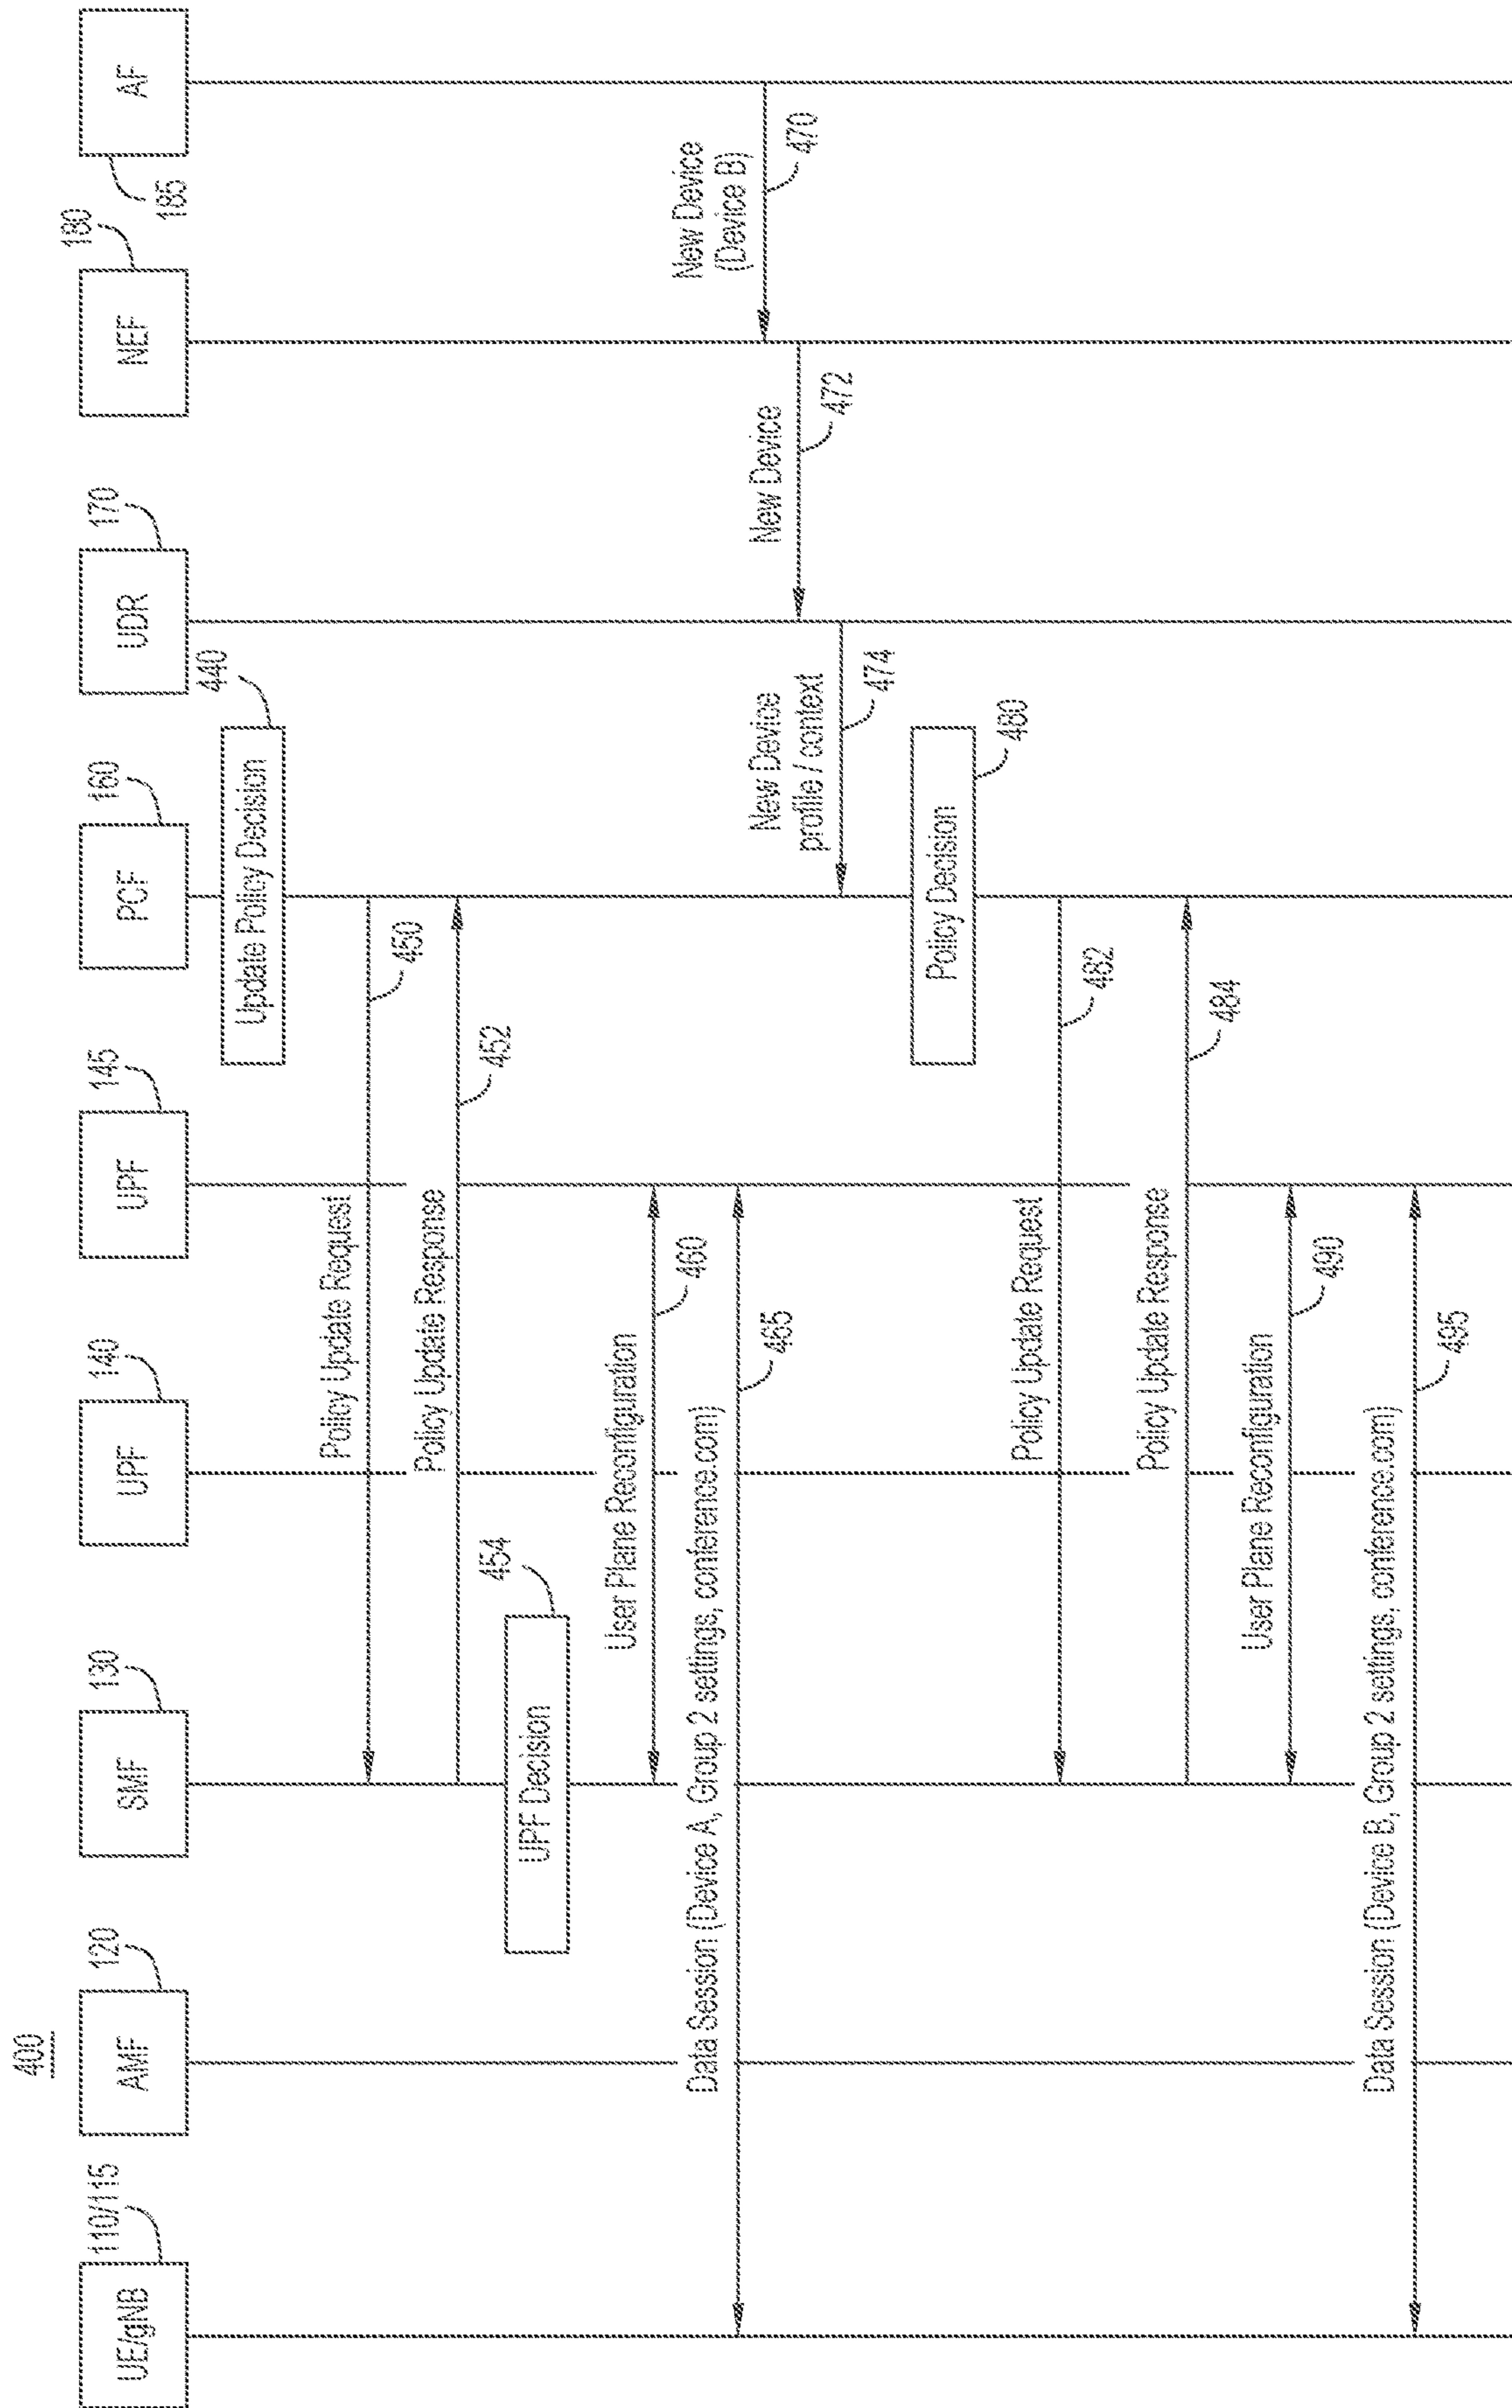 400
UE/gNB
110/115
AMF
120
SMF
130
UPF
140
UPF
145
PCF
160
UDR
170
NEF
180
AF
185
Update Policy Decision
440
Policy Update Request
450
Policy Update Response
452
UPF Decision
454
User Plane Reconfiguration
460
Data Session (Device A, Group 2 settings, conference.com)
465
New Device
(Device B)
470
New Device
472
New Device
profile / context
474
Policy Decision
480
Policy Update Request
482
Policy Update Response
484
User Plane Reconfiguration
490
Data Session (Device B, Group 2 settings, conference.com)
495